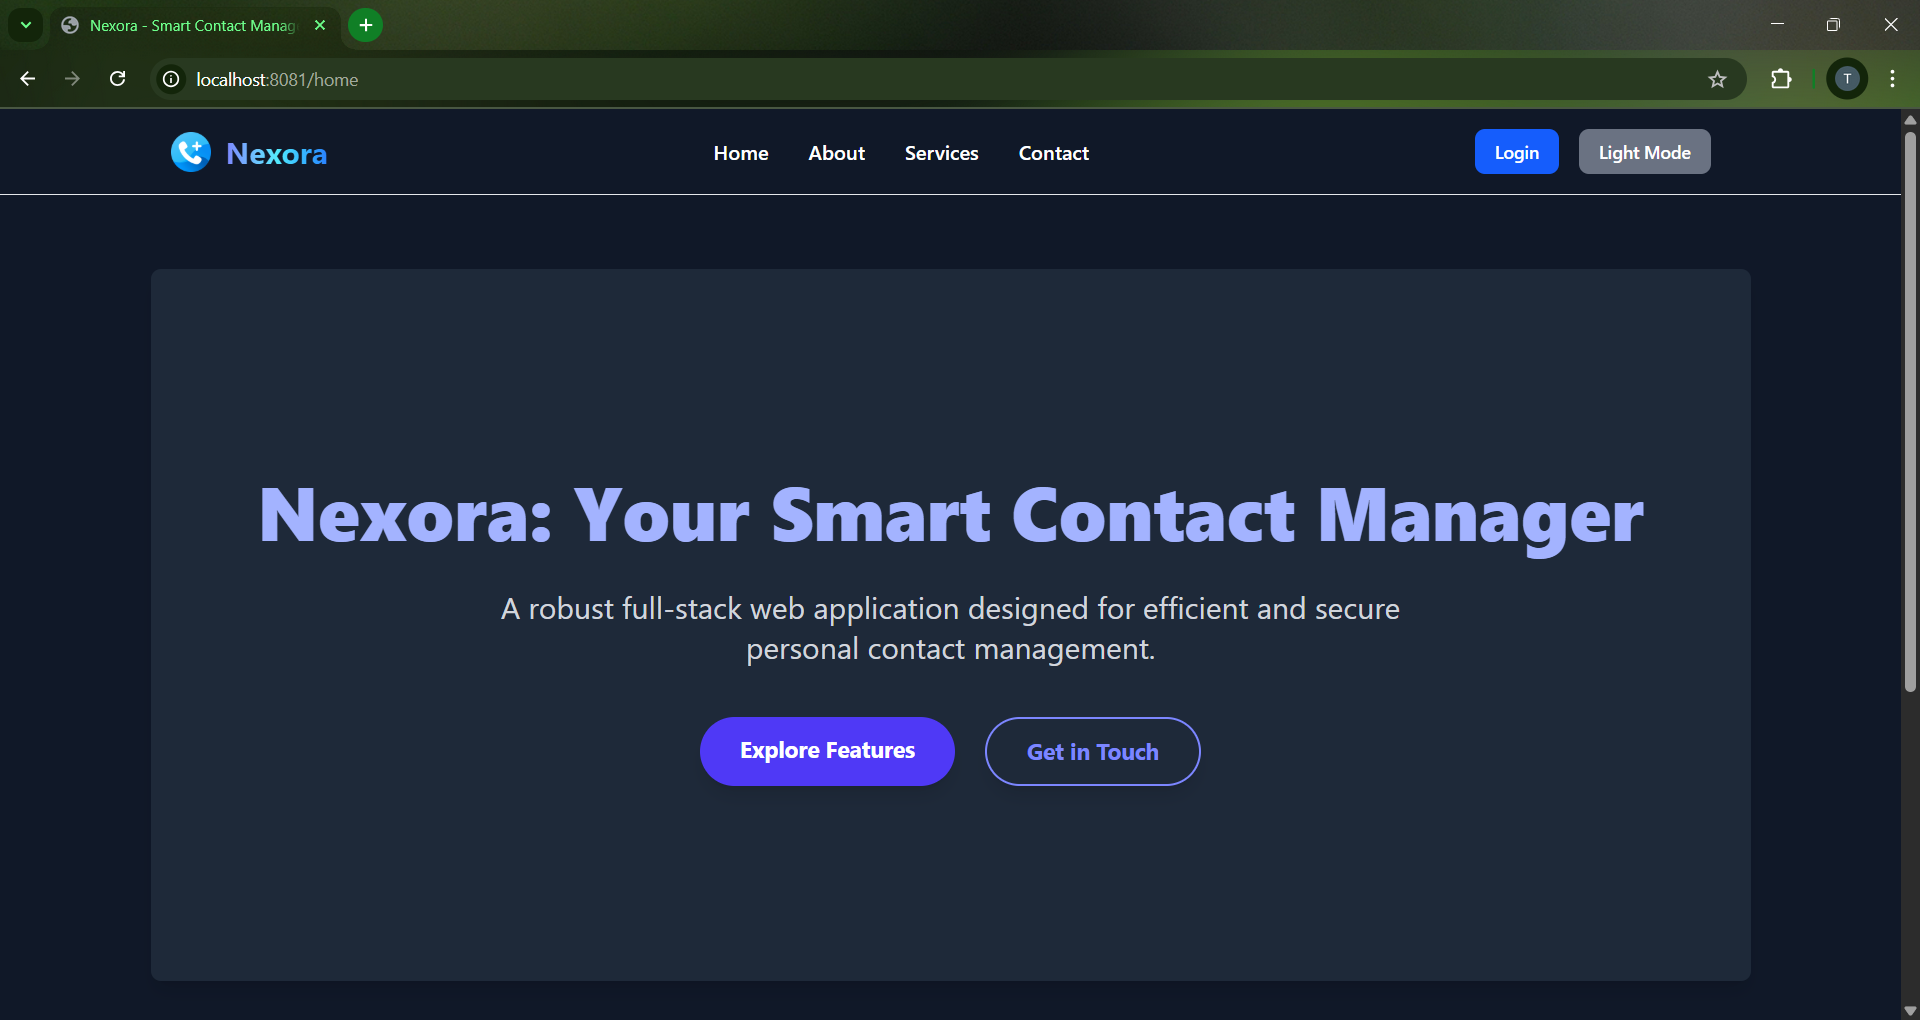 Nexora - Smart Contact Manag
localhost:8081/home
T
Nexora
Home About Services Contact
Login Light Mode
Nexora: Your Smart Contact Manager
A robust full-stack web application designed for efficient and secure
personal contact management.
Explore Features Get in Touch